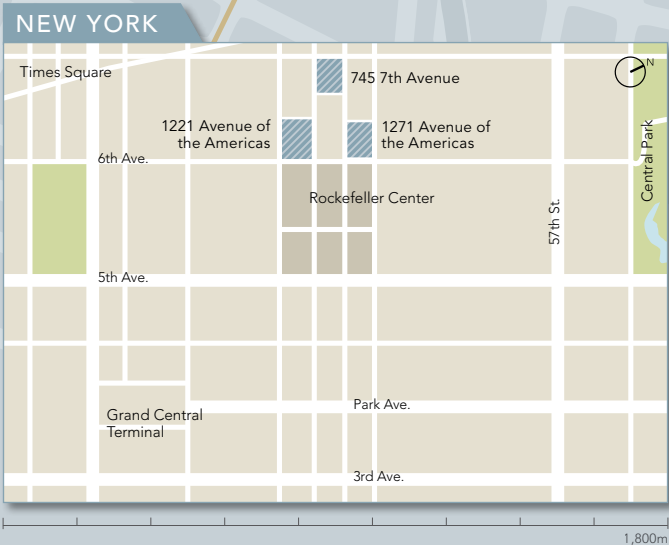 NEW YORK
Times Square
N
745 7th Avenue
1221 Avenue of
the Americas
1271 Avenue of
the Americas
6th Ave.
Central Park
Rockefeller Center
57th St.
5th Ave.
Park Ave.
Grand Central
Terminal
3rd Ave.
1,800m